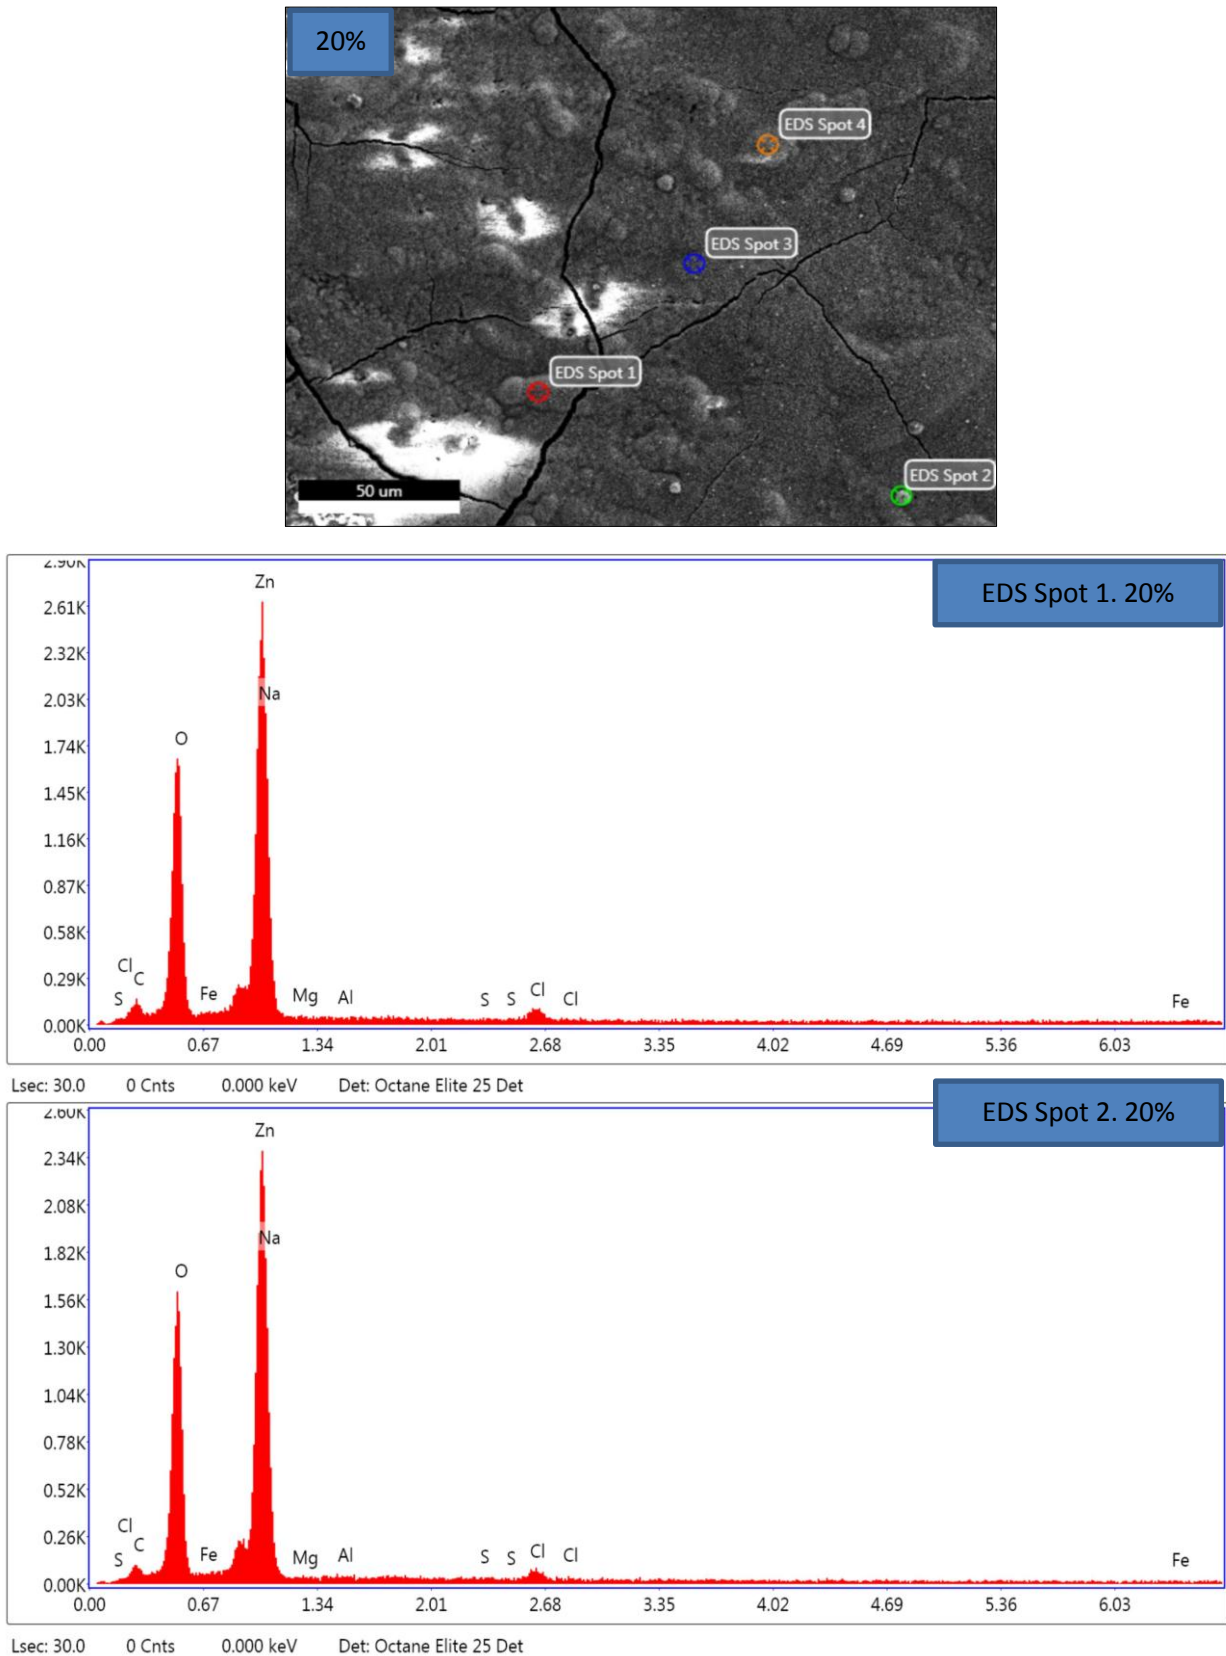 20%
EDS Spot 4
EDS Spot 3
EDS Spot 1
EDS Spot 2
50 um
EDS Spot 1. 20%
2.90K
2.61K
2.32K
2.03K
1.74K
1.45K
1.16K
0.87K
0.58K
0.29K
0.00K
Zn
Na
O
Cl
C
S
Fe
Mg
Al
S
S
Cl
Cl
Fe
0.00 0.67 1.34 2.01 2.68 3.35 4.02 4.69 5.36 6.03
Lsec: 30.0 0 Cnts 0.000 keV Det: Octane Elite 25 Det
EDS Spot 2. 20%
2.60K
2.34K
2.08K
1.82K
1.56K
1.30K
1.04K
0.78K
0.52K
0.26K
0.00K
Zn
Na
O
Cl
C
S
Fe
Mg
Al
S
S
Cl
Cl
Fe
0.00 0.67 1.34 2.01 2.68 3.35 4.02 4.69 5.36 6.03
Lsec: 30.0 0 Cnts 0.000 keV Det: Octane Elite 25 Det